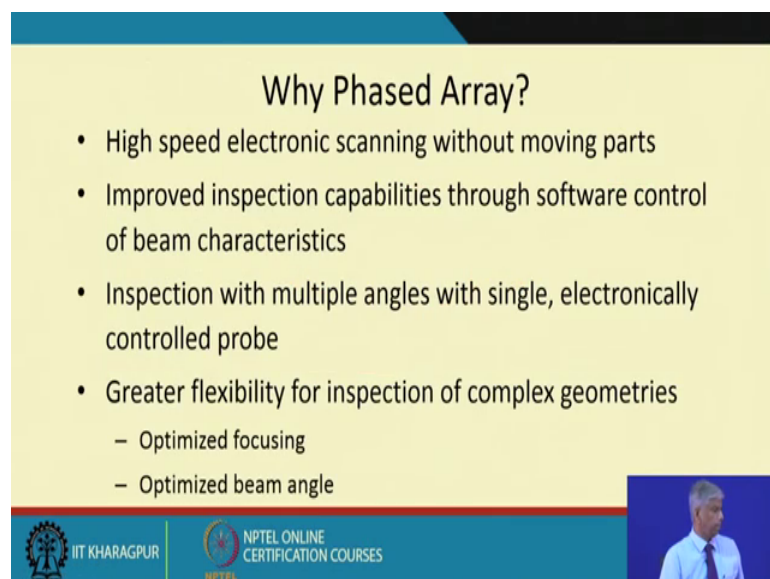 Why Phased Array?
• High speed electronic scanning without moving parts
• Improved inspection capabilities through software control
of beam characteristics
• Inspection with multiple angles with single, electronically
controlled probe
• Greater flexibility for inspection of complex geometries
– Optimized focusing
– Optimized beam angle
IIT KHARAGPUR
NPTEL ONLINE
CERTIFICATION COURSES
NPTEL